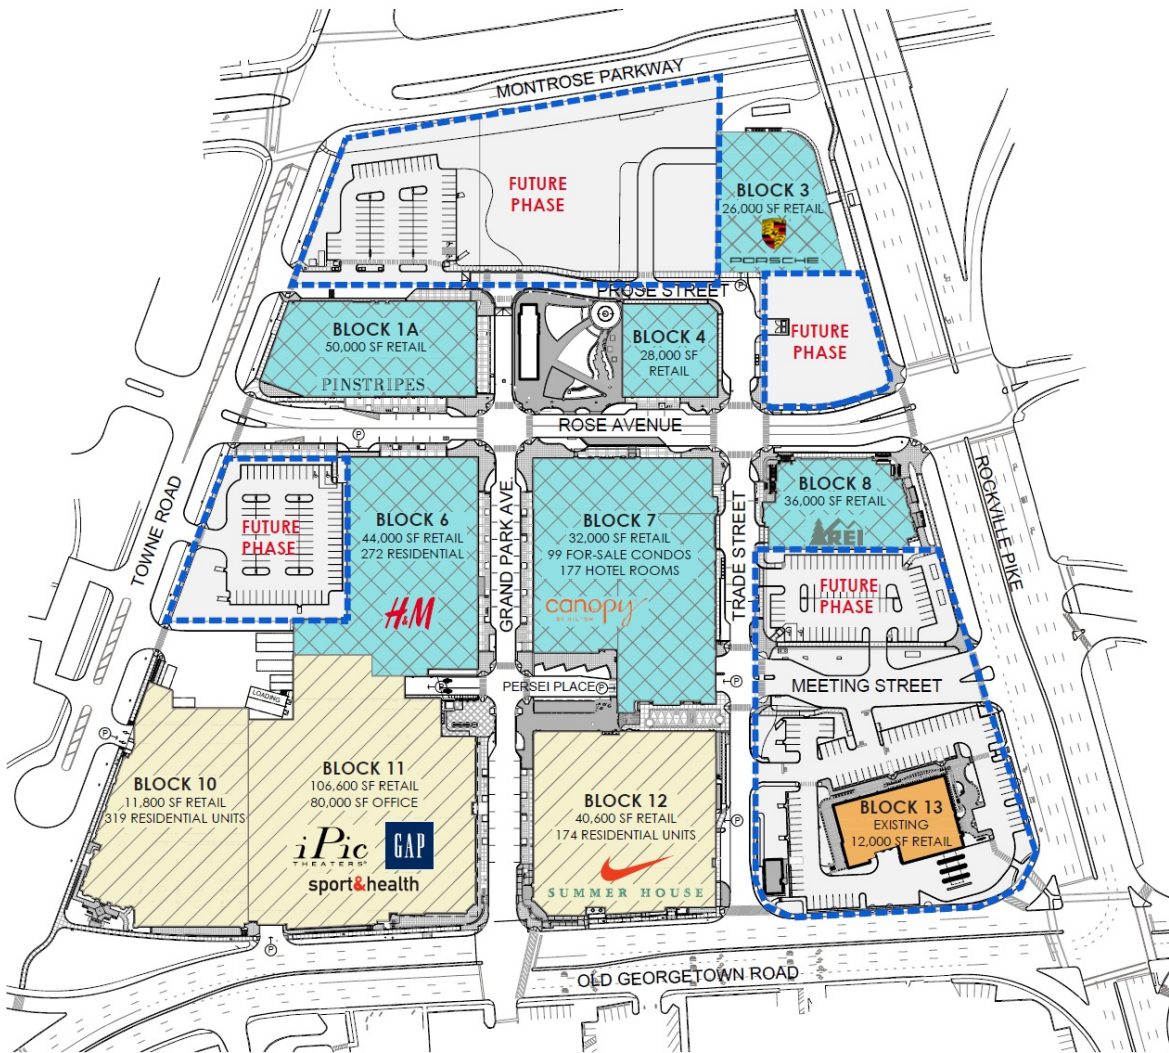 MONTROSE PARKWAY
FUTURE
PHASE
BLOCK 3
26,000 SF RETAIL
PORSCHE
PROSE STREET
P
BLOCK 1A
50,000 SF RETAIL
PINSTRIPES
BLOCK 4
28,000 SF
RETAIL
FUTURE
PHASE
ROSE AVENUE
P
TOWNE ROAD
FUTURE
PHASE
BLOCK 6
44,000 SF RETAIL
272 RESIDENTIAL
H&M
GRAND PARK AVE.
BLOCK 7
32,000 SF RETAIL
99 FOR-SALE CONDOS
177 HOTEL ROOMS
canopy
BY HILTON
TRADE STREET
BLOCK 8
36,000 SF RETAIL
REI
ROCKVILLE PIKE
FUTURE
PHASE
LOADING
P
PERSEI PLACE
P
P
MEETING STREET
P
BLOCK 10
11,800 SF RETAIL
319 RESIDENTIAL UNITS
BLOCK 11
106,600 SF RETAIL
80,000 SF OFFICE
iPic
THEATERS
GAP
sport&health
BLOCK 12
40,600 SF RETAIL
174 RESIDENTIAL UNITS
SUMMER HOUSE
P
BLOCK 13
EXISTING
12,000 SF RETAIL
P
OLD GEORGETOWN ROAD